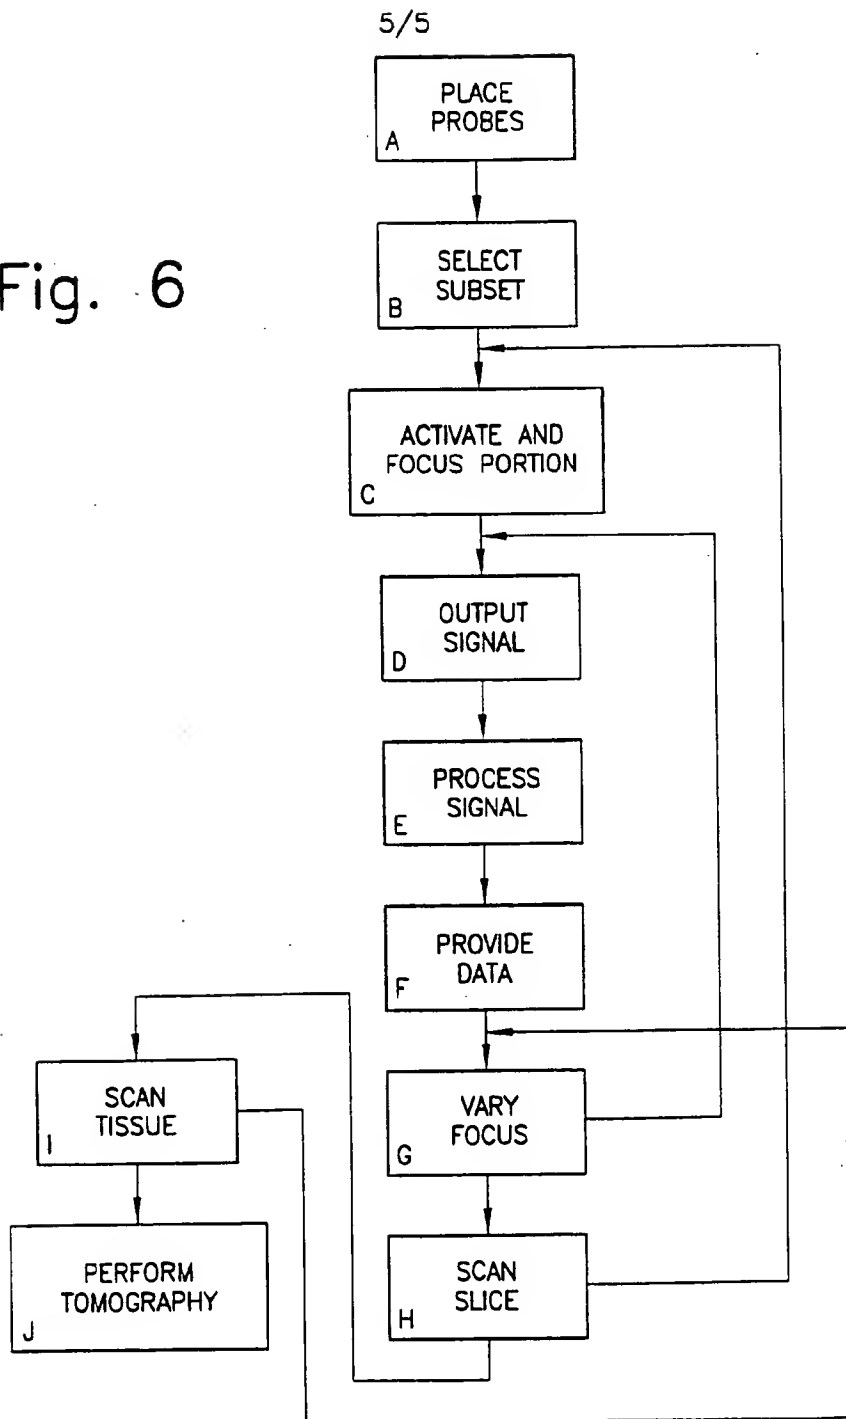 5/5
PLACE
PROBES
A
Fig. 6
SELECT
SUBSET
B
ACTIVATE AND
FOCUS PORTION
C
OUTPUT
SIGNAL
D
PROCESS
SIGNAL
E
PROVIDE
DATA
F
VARY
FOCUS
G
SCAN
SLICE
H
SCAN
TISSUE
I
PERFORM
TOMOGRAPHY
J